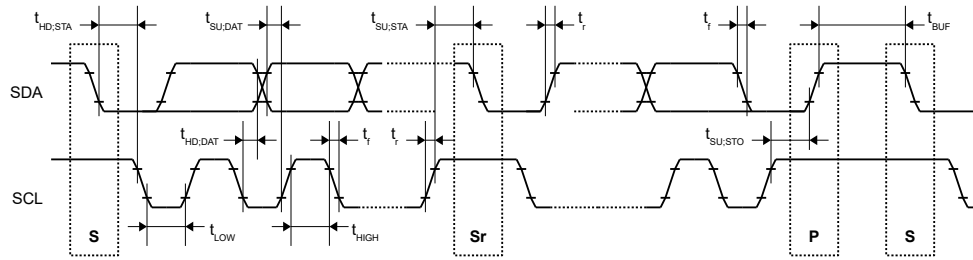 tHD;STA tSU;DAT tSU;STA tr tf tBUF
SDA
tHD;DAT tf tr tSU;STO
SCL
S tLOW tHIGH Sr P S